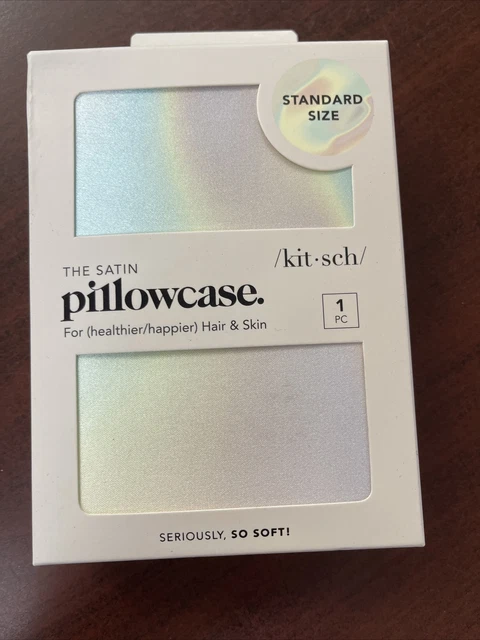 STANDARD
SIZE
/kit·sch/
THE SATIN
pillowcase.
For (healthier/happier) Hair & Skin
1
PC
SERIOUSLY, SO SOFT!